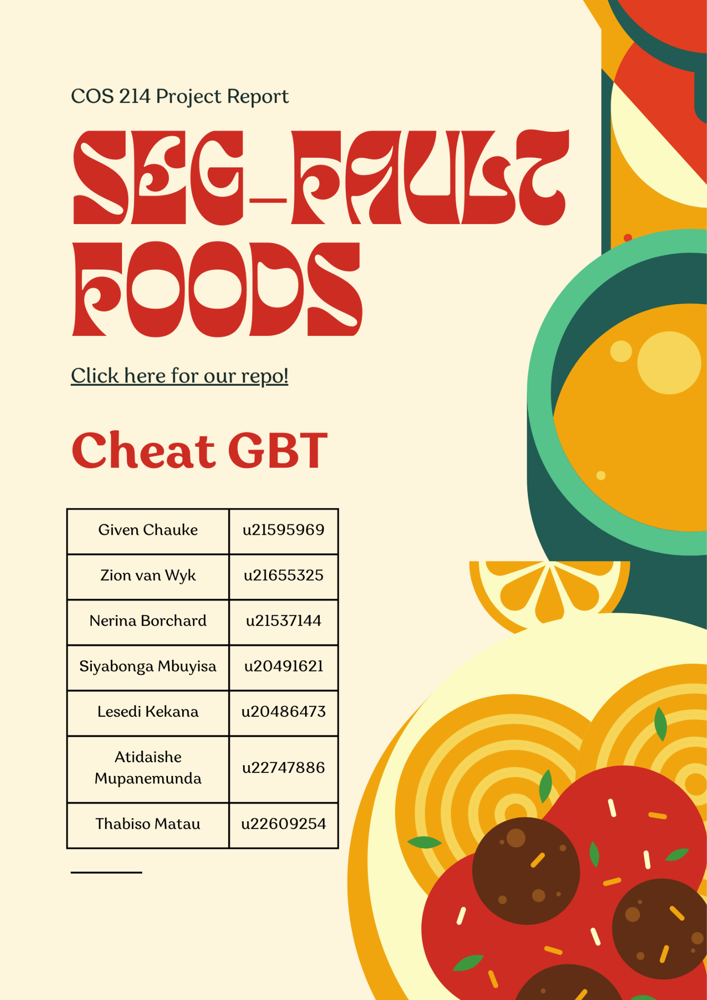 COS 214 Project Report
SEG_FAULT
FOODS
Click here for our repo!
Cheat GBT
Given Chauke u21595969
Zion van Wyk u21655325
Nerina Borchard u21537144
Siyabonga Mbuyisa u20491621
Lesedi Kekana u20486473
Atidaishe
Mupanemunda u22747886
Thabiso Matau u22609254